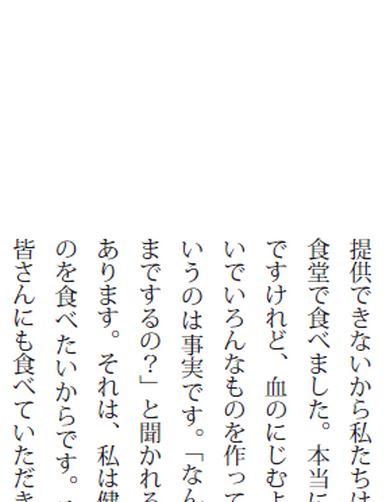 提供できないから私たちは
食堂で食べました。本当に
ですけれど、血のにじむよ
いでいろんなものを作って
いうのは事実です。「なん
までするの？」と聞かれる
あります。それは、私は健
のを食べたいからです。
皆さんにも食べていただき